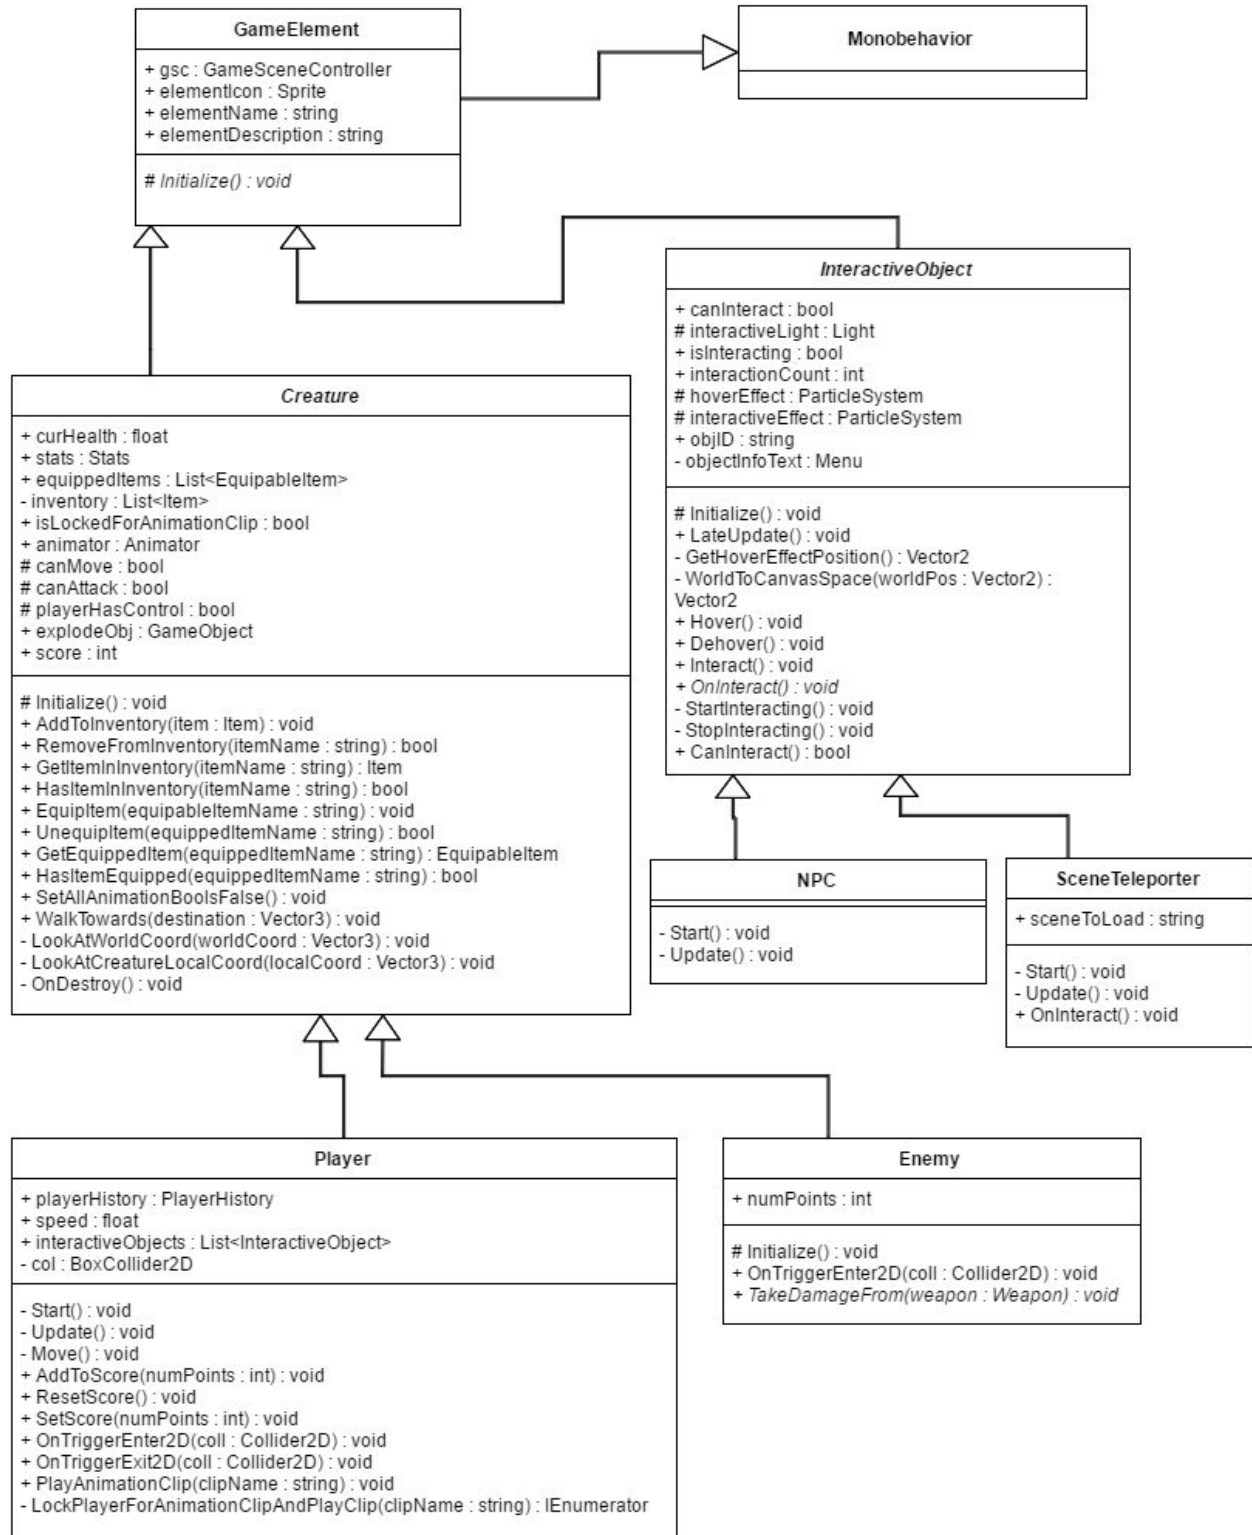 GameElement
+ gsc : GameSceneController
+ elementIcon : Sprite
+ elementName : string
+ elementDescription : string
# Initialize() : void
Monobehavior
InteractiveObject
+ canInteract : bool
# interactiveLight : Light
+ isInteracting : bool
+ interactionCount : int
# hoverEffect : ParticleSystem
# interactiveEffect : ParticleSystem
+ objID : string
- objectInfoText : Menu
# Initialize() : void
+ LateUpdate() : void
- GetHoverEffectPosition() : Vector2
- WorldToCanvasSpace(worldPos : Vector2) :
Vector2
+ Hover() : void
+ Dehover() : void
+ Interact() : void
+ OnInteract() : void
- StartInteracting() : void
- StopInteracting() : void
+ CanInteract() : bool
Creature
+ curHealth : float
+ stats : Stats
+ equippedItems : List<EquipableItem>
- inventory : List<Item>
+ isLockedForAnimationClip : bool
+ animator : Animator
# canMove : bool
# canAttack : bool
# playerHasControl : bool
+ explodeObj : GameObject
+ score : int
# Initialize() : void
+ AddToInventory(item : Item) : void
+ RemoveFromInventory(itemName : string) : bool
+ GetItemInInventory(itemName : string) : Item
+ HasItemInInventory(itemName : string) : bool
+ EquipItem(equipableItemName : string) : void
+ UnequipItem(equippedItemName : string) : bool
+ GetEquippedItem(equippedItemName : string) : EquipableItem
+ HasItemEquipped(equippedItemName : string) : bool
+ SetAllAnimationBoolsFalse() : void
+ WalkTowards(destination : Vector3) : void
- LookAtWorldCoord(worldCoord : Vector3) : void
- LookAtCreatureLocalCoord(localCoord : Vector3) : void
- OnDestroy() : void
NPC
- Start() : void
- Update() : void
SceneTeleporter
+ sceneToLoad : string
- Start() : void
- Update() : void
+ OnInteract() : void
Player
+ playerHistory : PlayerHistory
+ speed : float
+ interactiveObjects : List<InteractiveObject>
- col : BoxCollider2D
- Start() : void
- Update() : void
- Move() : void
+ AddToScore(numPoints : int) : void
+ ResetScore() : void
+ SetScore(numPoints : int) : void
+ OnTriggerEnter2D(coll : Collider2D) : void
+ OnTriggerExit2D(coll : Collider2D) : void
+ PlayAnimationClip(clipName : string) : void
- LockPlayerForAnimationClipAndPlayClip(clipName : string) : IEnumerator
Enemy
+ numPoints : int
# Initialize() : void
+ OnTriggerEnter2D(coll : Collider2D) : void
+ TakeDamageFrom(weapon : Weapon) : void